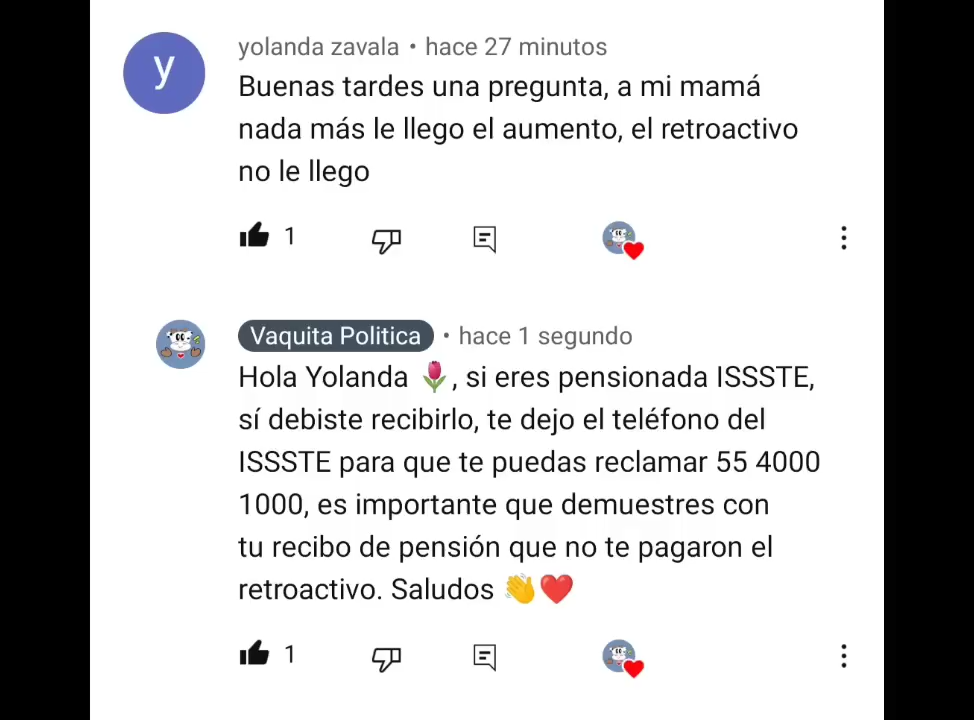 y
yolanda zavala • hace 27 minutos
Buenas tardes una pregunta, a mi mamá
nada más le llego el aumento, el retroactivo
no le llego
1
Vaquita Politica • hace 1 segundo
Hola Yolanda 🌷, si eres pensionada ISSSTE,
sí debiste recibirlo, te dejo el teléfono del
ISSSTE para que te puedas reclamar 55 4000
1000, es importante que demuestres con
tu recibo de pensión que no te pagaron el
retroactivo. Saludos 👏❤️
1